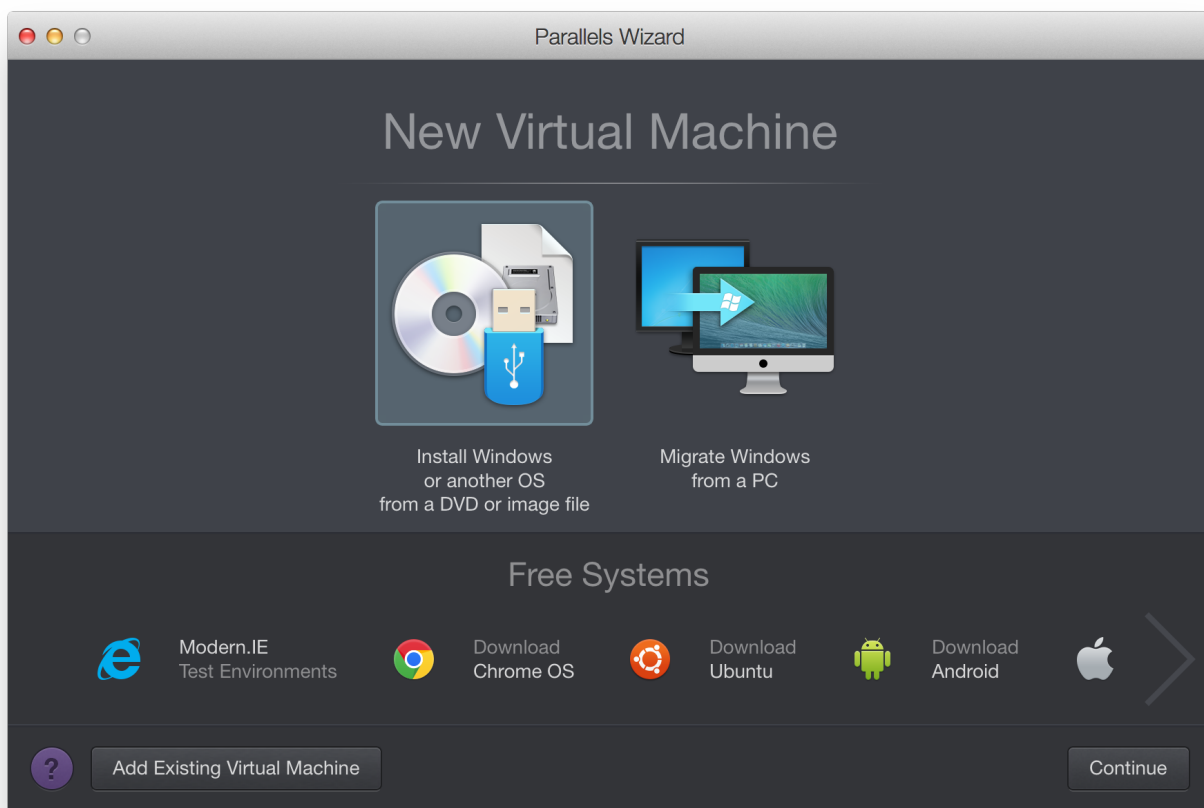 Parallels Wizard
New Virtual Machine
Install Windows
or another OS
from a DVD or image file
Migrate Windows
from a PC
Free Systems
Modern.IE
Test Environments
Download
Chrome OS
Download
Ubuntu
Download
Android
?
Add Existing Virtual Machine
Continue